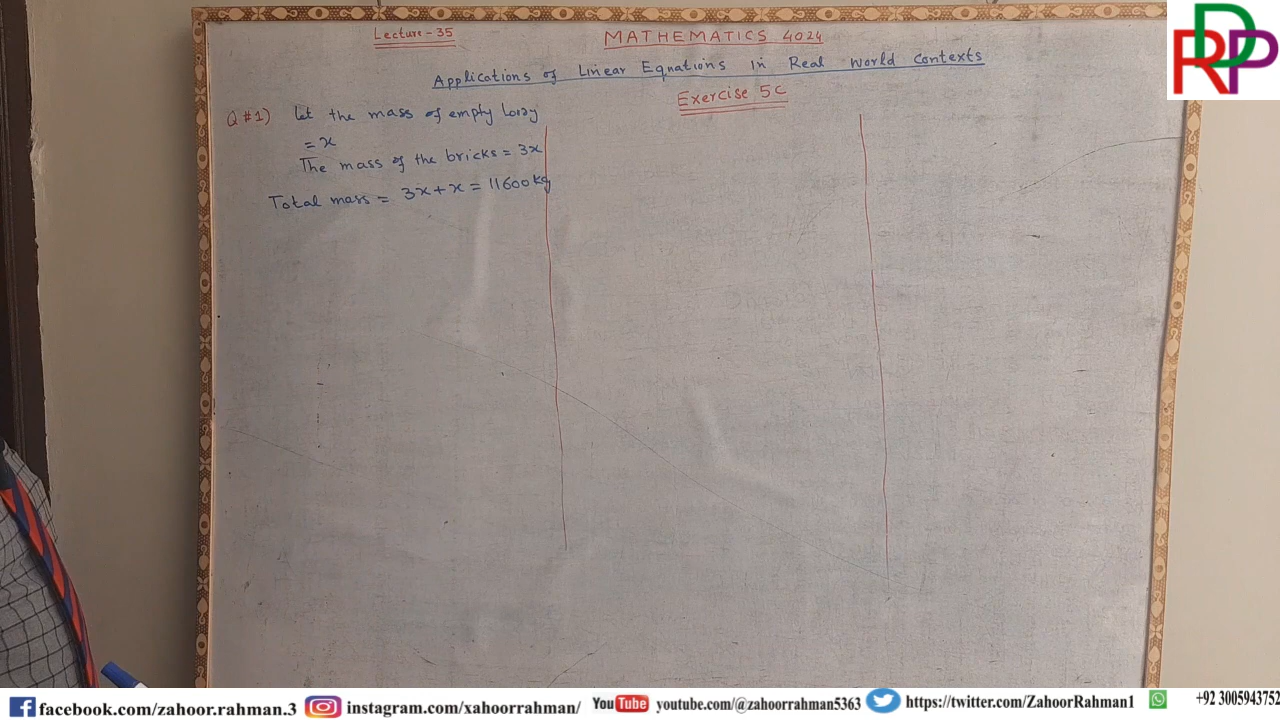 Lecture-35
MATHEMATICS 4024
Applications of Linear Equations in Real World Contexts
Exercise 5C
Q#1) Let the mass of empty lorry
= x
The mass of the bricks = 3x
Total mass = 3x + x = 11600 kg
RDP
facebook.com/zahoor.rahman.3
instagram.com/xahoorrahman/
YouTube youtube.com/@zahoorrahman5363
https://twitter.com/ZahoorRahman1
+92 3005943752